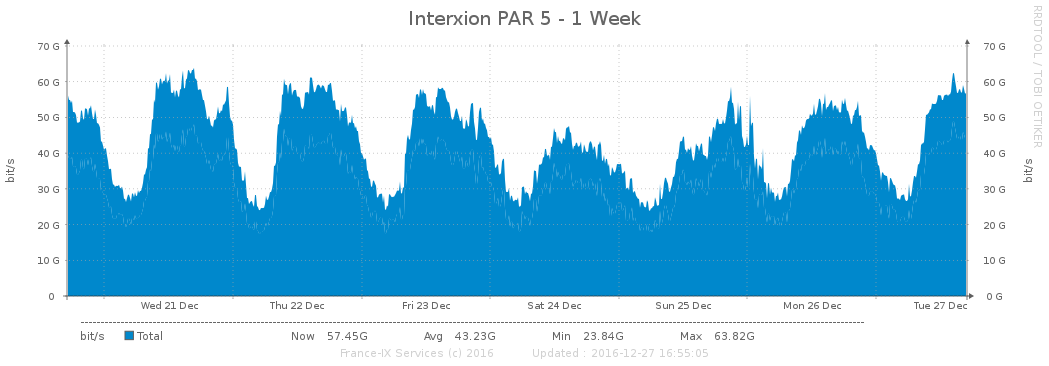 Interxion PAR 5 - 1 Week
RRDTOOL / TOBI OETIKER
70 G 70 G
60 G 60 G
50 G 50 G
40 G 40 G
30 G 30 G
20 G 20 G
10 G 10 G
0 0 G
bit/s bit/s
Wed 21 Dec Thu 22 Dec Fri 23 Dec Sat 24 Dec Sun 25 Dec Mon 26 Dec Tue 27 Dec
bit/s Total Now 57.45G Avg 43.23G Min 23.84G Max 63.82G
France-IX Services (c) 2016 Updated : 2016-12-27 16:55:05